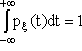 ∫_{-∞}^{+∞} p_ξ(t)dt = 1